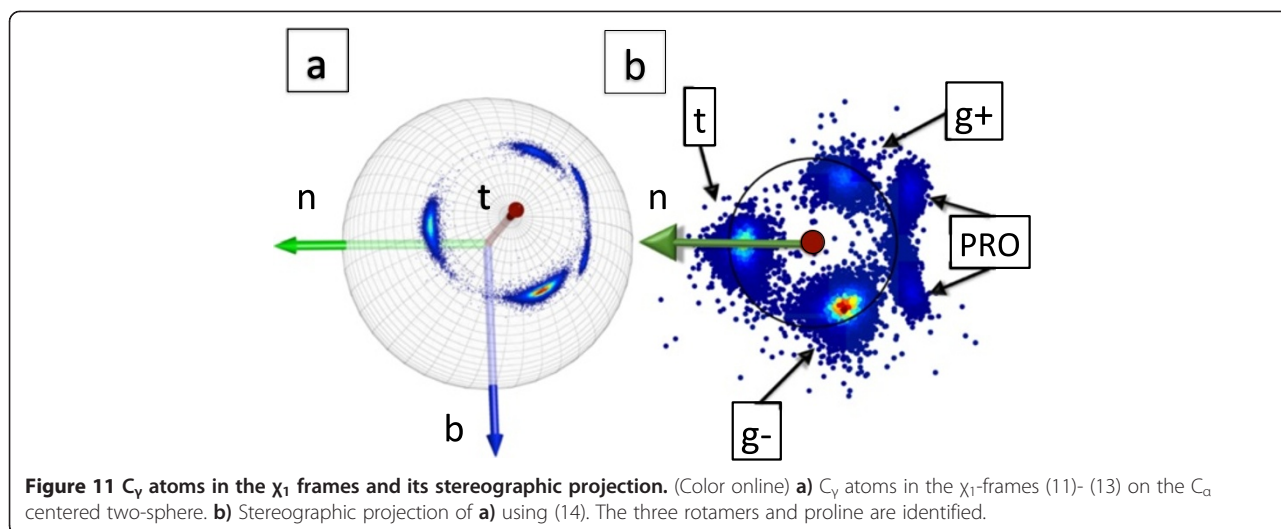 a
b
t
g+
n
t
n
PRO
b
g-
Figure 11 Cγ atoms in the χ1 frames and its stereographic projection. (Color online) a) Cγ atoms in the χ1-frames (11)- (13) on the Cα
centered two-sphere. b) Stereographic projection of a) using (14). The three rotamers and proline are identified.